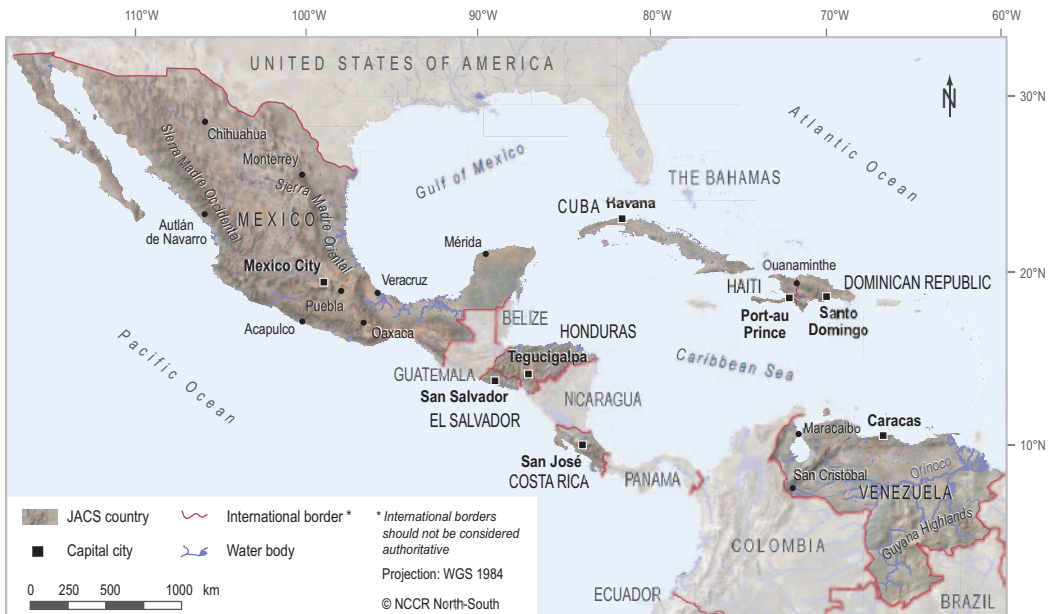 110°W 100°W 90°W 80°W 70°W 60°W
UNITED STATES OF AMERICA
N
30°N
Atlantic Ocean
Chihuahua
Monterrey
Sierra Madre Occidental
Sierra Madre Oriental
Gulf of Mexico
THE BAHAMAS
MEXICO
CUBA
Havana
Autlán
de Navarro
Mérida
Mexico City
Veracruz
Ouanaminthe
20°N
HAITI
DOMINICAN REPUBLIC
Puebla
Port-au
Prince
Santo
Domingo
Acapulco
Oaxaca
BELIZE
HONDURAS
Pacific Ocean
Tegucigalpa
Caribbean Sea
GUATEMALA
San Salvador
NICARAGUA
EL SALVADOR
Maracaibo
Caracas
10°N
San José
COSTA RICA
PANAMA
San Cristóbal
Orinoco
VENEZUELA
Guyana Highlands
COLOMBIA
ECUADOR
BRAZIL
JACS country
International border *
* International borders
should not be considered
authoritative
Capital city
Water body
Projection: WGS 1984
0 250 500 1000 km
© NCCR North-South